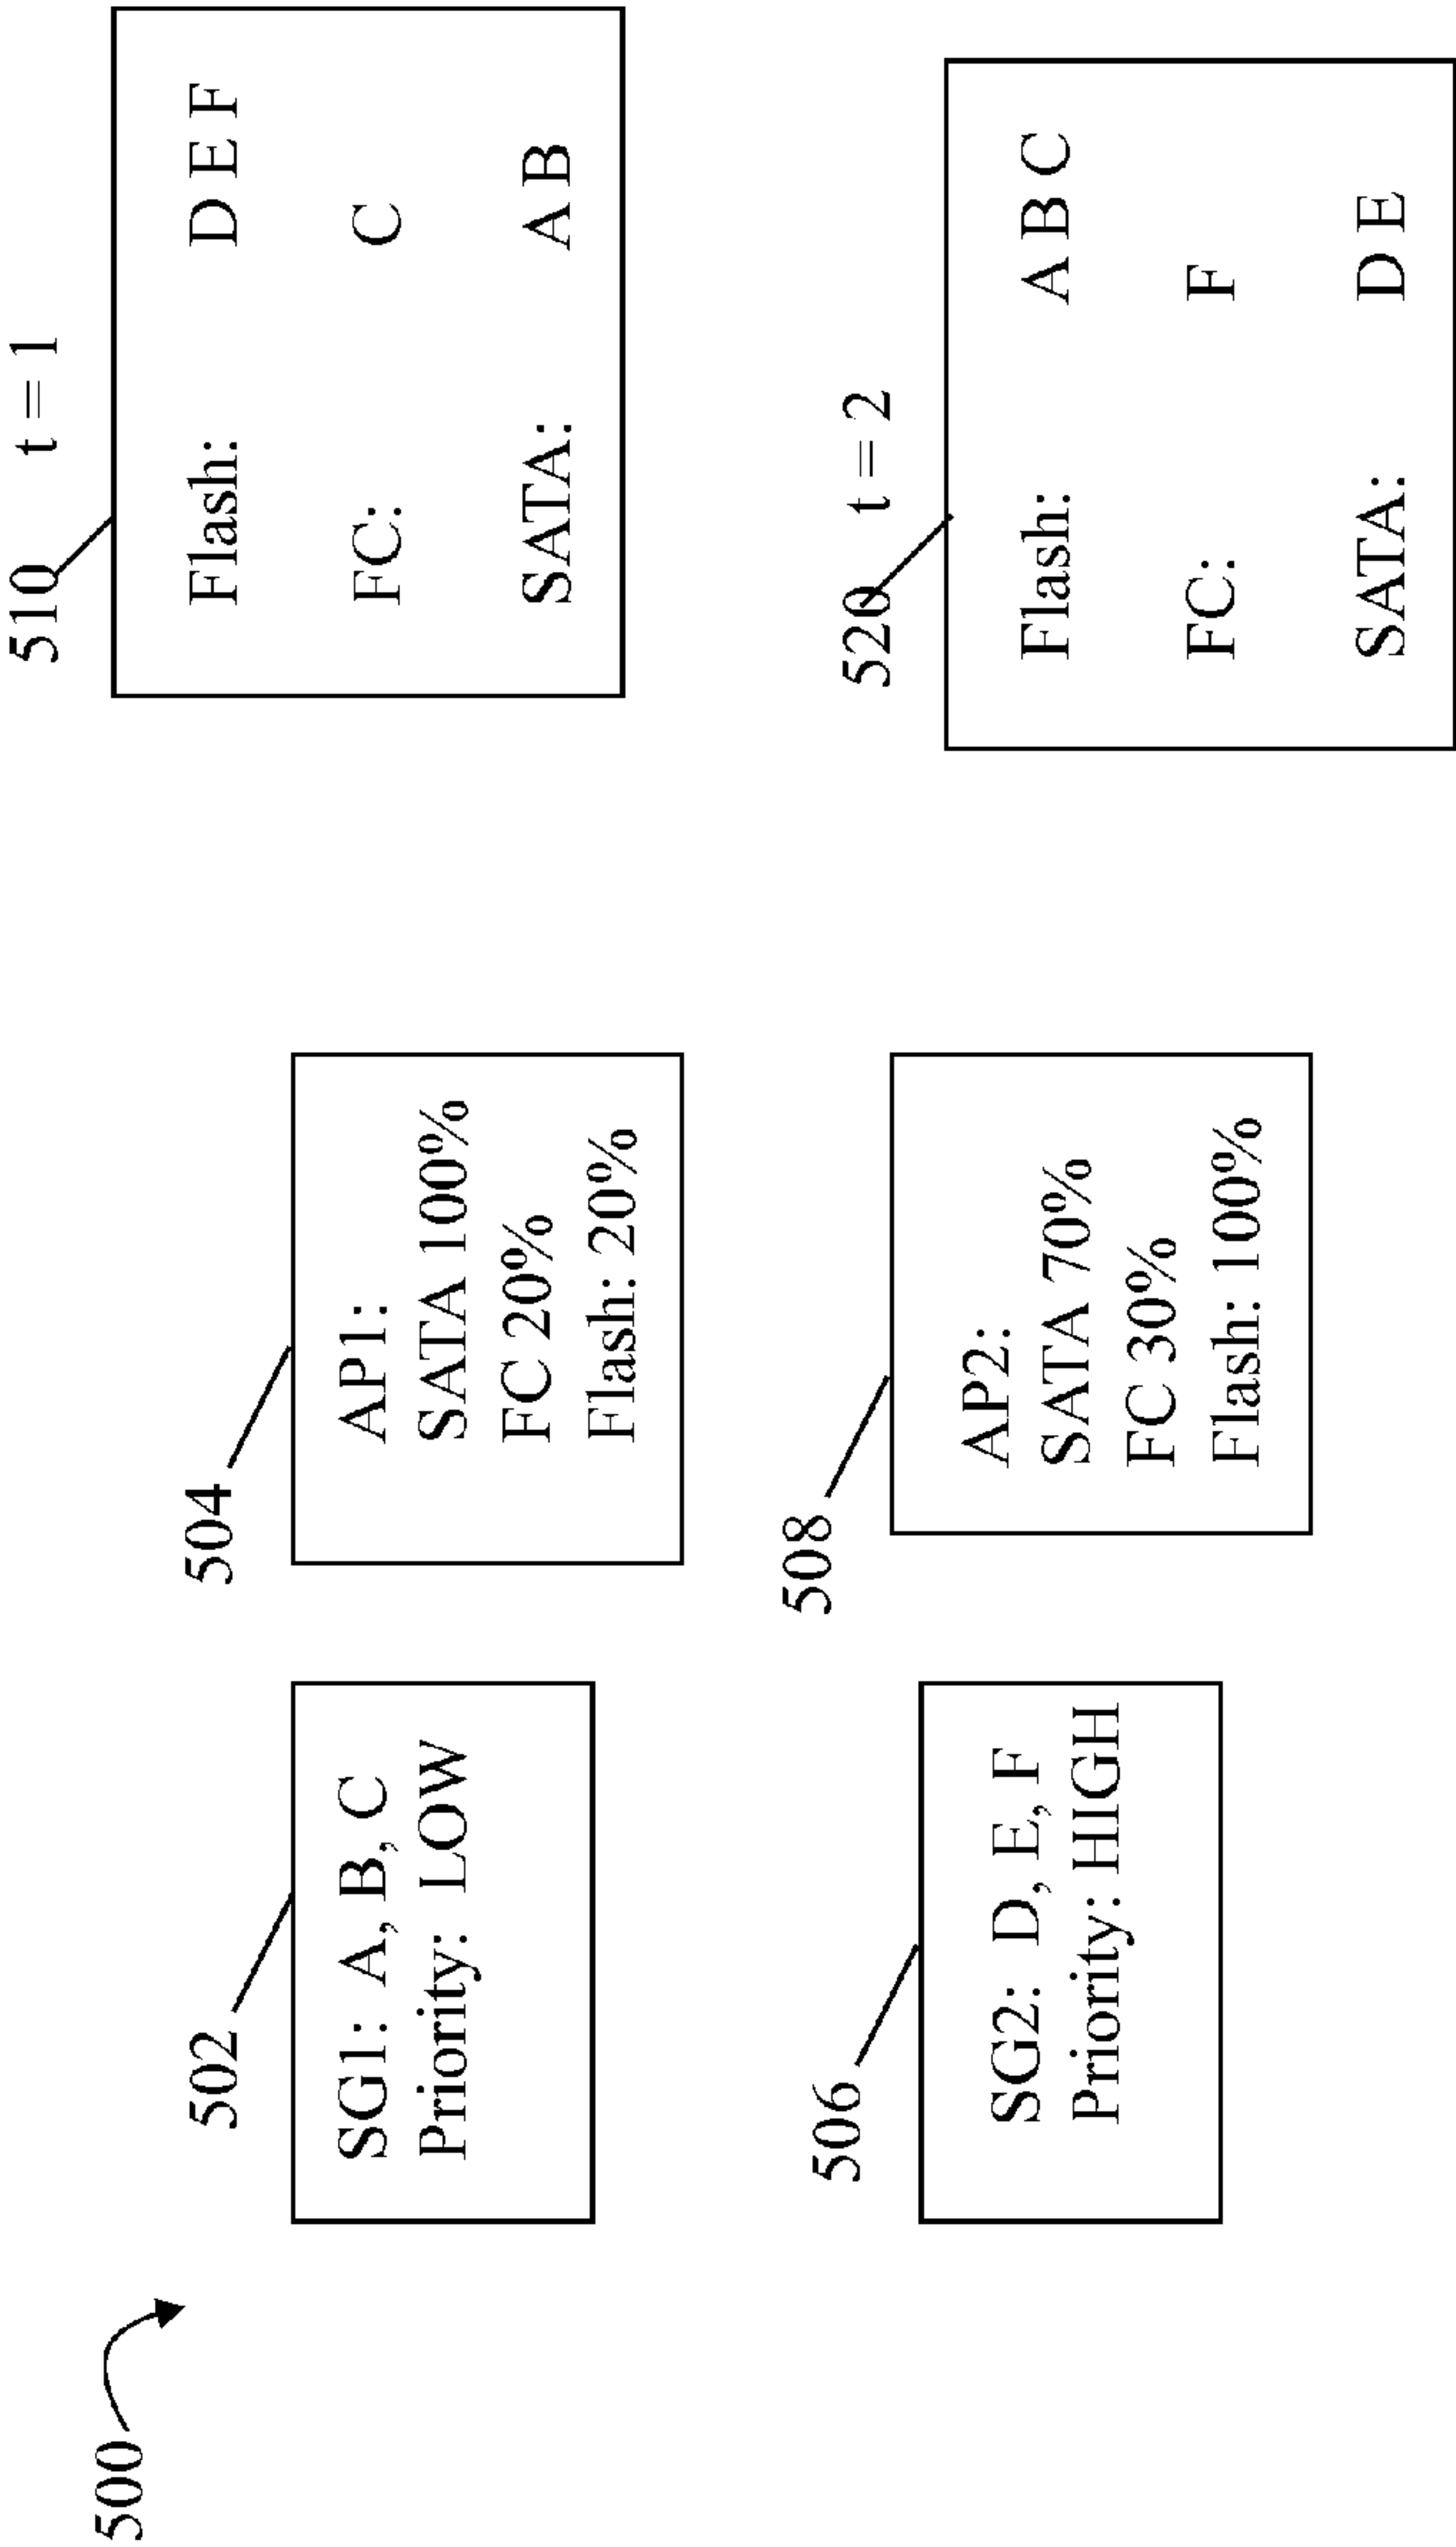 500
502
SG1: A, B, C
Priority: LOW
504
AP1:
SATA 100%
FC 20%
Flash: 20%
510
t = 1
Flash: D E F
FC: C
SATA: A B
506
SG2: D, E, F
Priority: HIGH
508
AP2:
SATA 70%
FC 30%
Flash: 100%
520
t = 2
Flash: A B C
FC: F
SATA: D E